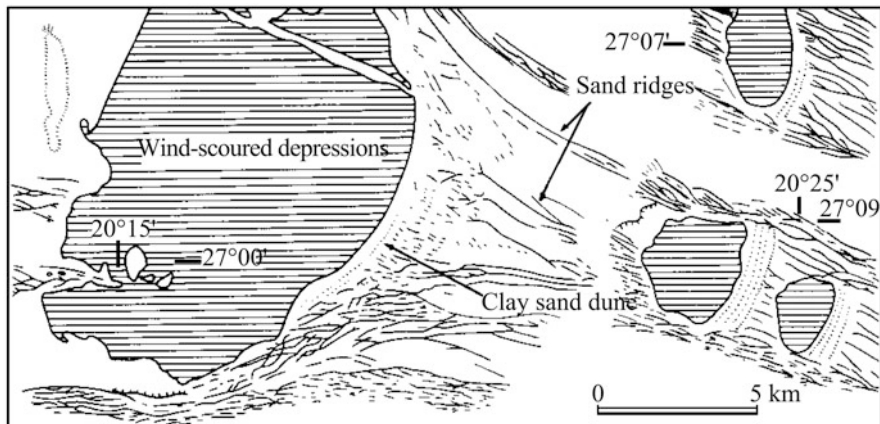 27°07'
Sand ridges
Wind-scoured depressions
20°25'
27°09
20°15'
27°00'
Clay sand dune
0 5 km